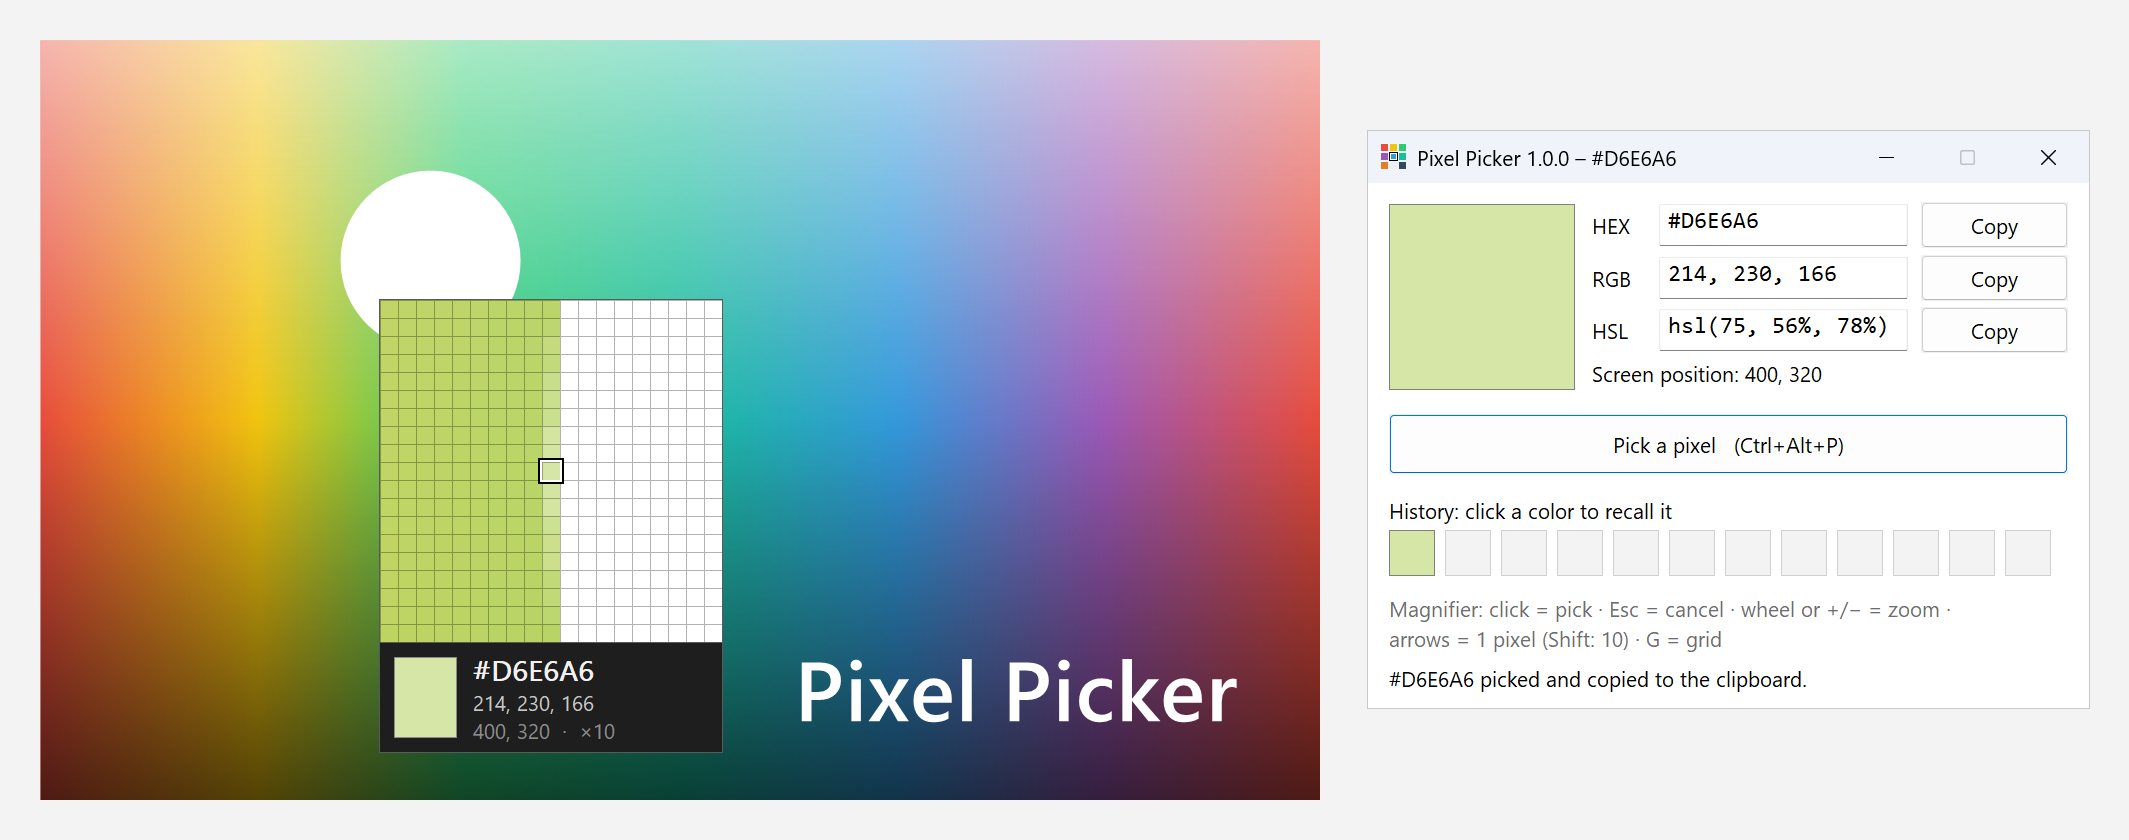 #D6E6A6
214, 230, 166
400, 320 · ×10
Pixel Picker
Pixel Picker 1.0.0 – #D6E6A6
HEX #D6E6A6 Copy
RGB 214, 230, 166 Copy
HSL hsl(75, 56%, 78%) Copy
Screen position: 400, 320
Pick a pixel (Ctrl+Alt+P)
History: click a color to recall it
Magnifier: click = pick · Esc = cancel · wheel or +/− = zoom ·
arrows = 1 pixel (Shift: 10) · G = grid
#D6E6A6 picked and copied to the clipboard.